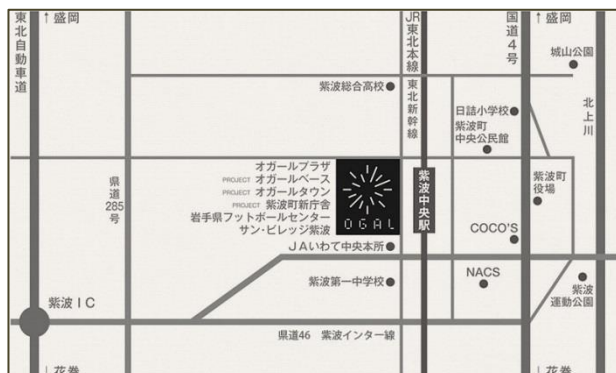 東北自動車道
↑盛岡
JR東北本線
東北新幹線
国道4号
↑盛岡
城山公園
北上川
紫波総合高校
日詰小学校
紫波町
中央公民館
県道285号
オガールプラザ
PROJECT オガールベース
PROJECT オガールタウン
PROJECT 紫波町新庁舎
岩手県フットボールセンター
サン・ビレッジ紫波
OGAL
紫波中央駅
紫波町
役場
COCO'S
JAいわて中央本所
NACS
紫波第一中学校
紫波
運動公園
紫波IC
県道46 紫波インター線
↓花巻
↓花巻